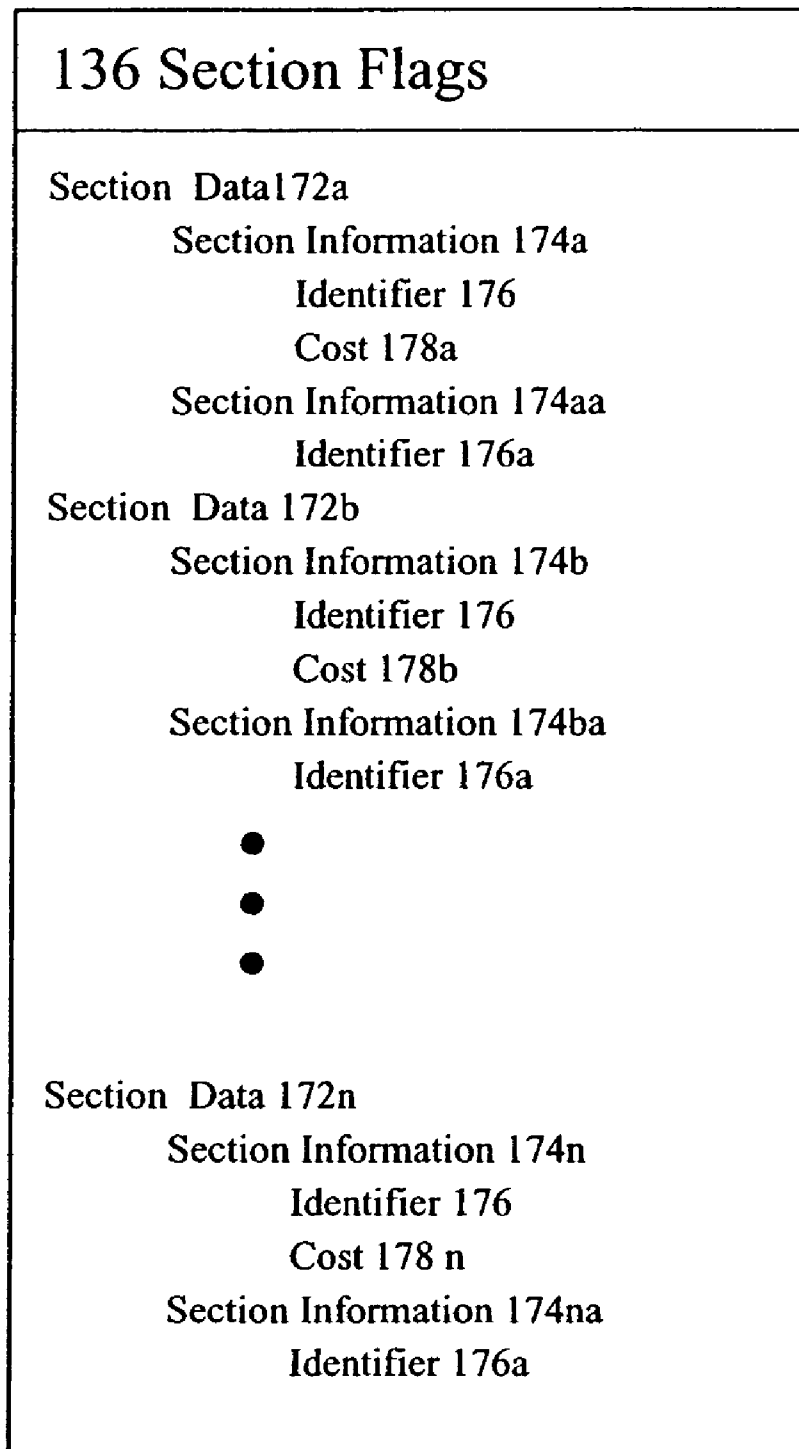 136 Section Flags
Section Data172a
Section Information 174a
Identifier 176
Cost 178a
Section Information 174aa
Identifier 176a
Section Data 172b
Section Information 174b
Identifier 176
Cost 178b
Section Information 174ba
Identifier 176a
Section Data 172n
Section Information 174n
Identifier 176
Cost 178 n
Section Information 174na
Identifier 176a